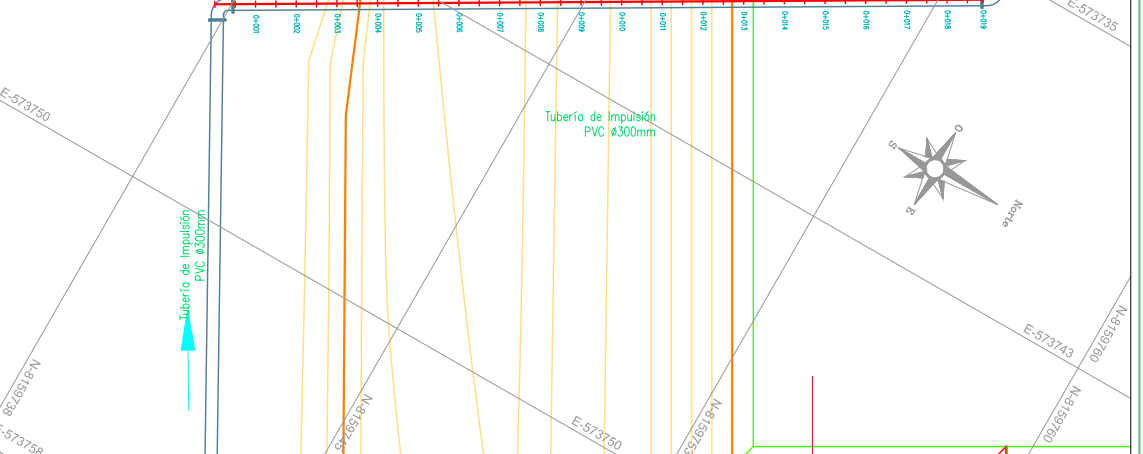 0+001
0+002
0+003
0+004
0+005
0+006
0+007
0+008
0+009
0+010
0+011
0+012
0+013
0+014
0+015
0+016
0+017
0+018
0+019
E-573735
E-573750
Tubería de Impulsión
PVC Ø300mm
O
S
E
Norte
Tubería de Impulsión
PVC Ø300mm
N-8159760
E-573743
N-8159738
N-8159745
N-8159753
N-8159760
E-573750
E-573758